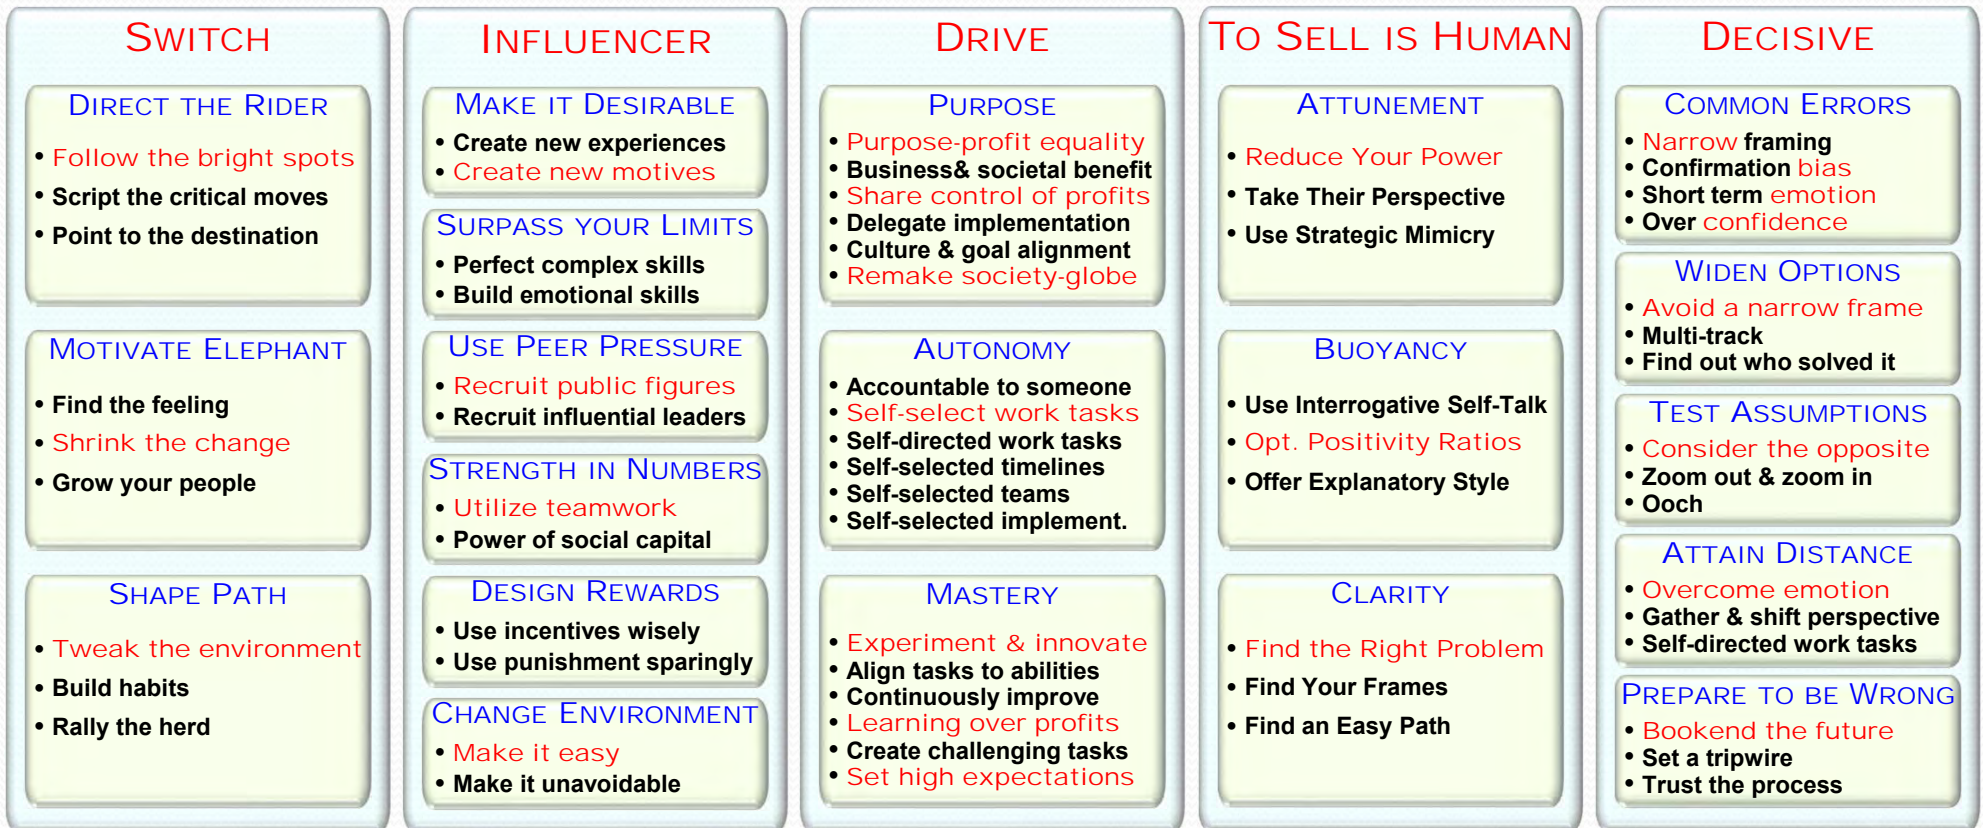 SWITCH
DIRECT THE RIDER
• Follow the bright spots
• Script the critical moves
• Point to the destination
MOTIVATE ELEPHANT
• Find the feeling
• Shrink the change
• Grow your people
SHAPE PATH
• Tweak the environment
• Build habits
• Rally the herd
INFLUENCER
MAKE IT DESIRABLE
• Create new experiences
• Create new motives
SURPASS YOUR LIMITS
• Perfect complex skills
• Build emotional skills
USE PEER PRESSURE
• Recruit public figures
• Recruit influential leaders
STRENGTH IN NUMBERS
• Utilize teamwork
• Power of social capital
DESIGN REWARDS
• Use incentives wisely
• Use punishment sparingly
CHANGE ENVIRONMENT
• Make it easy
• Make it unavoidable
DRIVE
PURPOSE
• Purpose-profit equality
• Business& societal benefit
• Share control of profits
• Delegate implementation
• Culture & goal alignment
• Remake society-globe
AUTONOMY
• Accountable to someone
• Self-select work tasks
• Self-directed work tasks
• Self-selected timelines
• Self-selected teams
• Self-selected implement.
MASTERY
• Experiment & innovate
• Align tasks to abilities
• Continuously improve
• Learning over profits
• Create challenging tasks
• Set high expectations
TO SELL IS HUMAN
ATTUNEMENT
• Reduce Your Power
• Take Their Perspective
• Use Strategic Mimicry
BUOYANCY
• Use Interrogative Self-Talk
• Opt. Positivity Ratios
• Offer Explanatory Style
CLARITY
• Find the Right Problem
• Find Your Frames
• Find an Easy Path
DECISIVE
COMMON ERRORS
• Narrow framing
• Confirmation bias
• Short term emotion
• Over confidence
WIDEN OPTIONS
• Avoid a narrow frame
• Multi-track
• Find out who solved it
TEST ASSUMPTIONS
• Consider the opposite
• Zoom out & zoom in
• Ooch
ATTAIN DISTANCE
• Overcome emotion
• Gather & shift perspective
• Self-directed work tasks
PREPARE TO BE WRONG
• Bookend the future
• Set a tripwire
• Trust the process